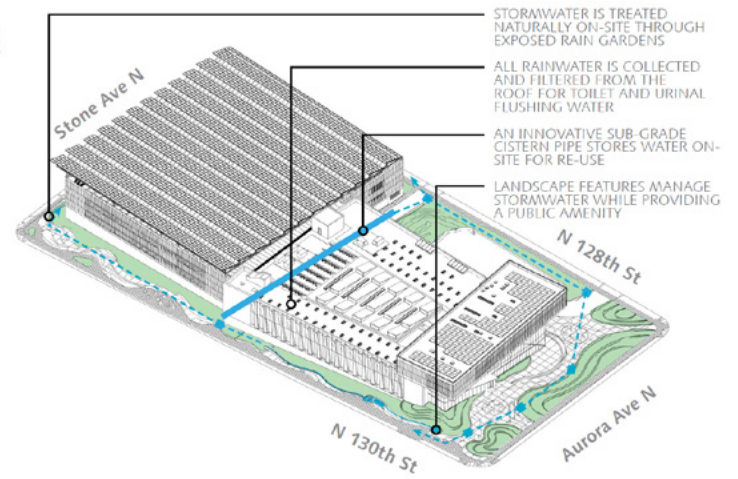 STORMWATER IS TREATED
NATURALLY ON-SITE THROUGH
EXPOSED RAIN GARDENS
ALL RAINWATER IS COLLECTED
AND FILTERED FROM THE
ROOF FOR TOILET AND URINAL
FLUSHING WATER
AN INNOVATIVE SUB-GRADE
CISTERN PIPE STORES WATER ON-
SITE FOR RE-USE
LANDSCAPE FEATURES MANAGE
STORMWATER WHILE PROVIDING
A PUBLIC AMENITY
Stone Ave N
N 128th St
N 130th St
Aurora Ave N